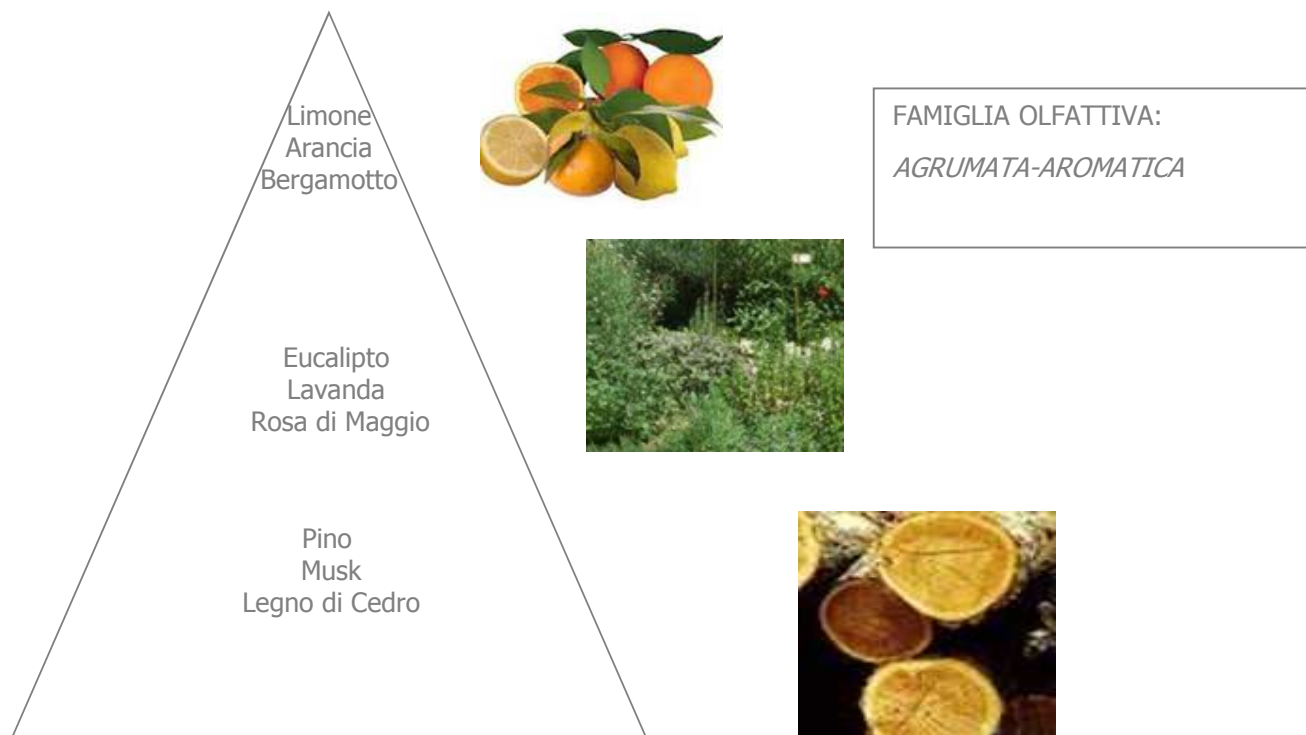 Limone
Arancia
Bergamotto
FAMIGLIA OLFATTIVA:
AGRUMATA-AROMATICA
Eucalipto
Lavanda
Rosa di Maggio
Pino
Musk
Legno di Cedro